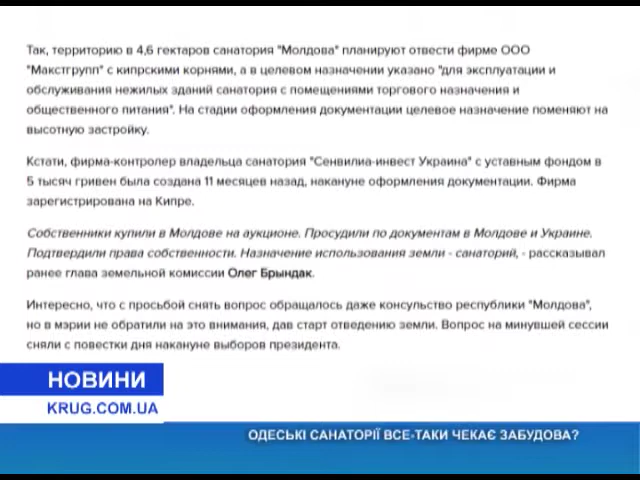 Так, территорию в 4,6 гектаров санатория "Молдова" планируют отвести фирме ООО
"Макстгрупп" с кипрскими корнями, а в целевом назначении указано "для эксплуатации и
обслуживания нежилых зданий санатория с помещениями торгового назначения и
общественного питания". На стадии оформления документации целевое назначение поменяют на
высотную застройку.
Кстати, фирма-контролер владельца санатория "Сенвилиа-инвест Украина" с уставным фондом в
5 тысяч гривен была создана 11 месяцев назад, накануне оформления документации. Фирма
зарегистрирована на Кипре.
Собственники купили в Молдове на аукционе. Просудили по документам в Молдове и Украине.
Подтвердили права собственности. Назначение использования земли - санаторий, - рассказывал
ранее глава земельной комиссии Олег Брындак.
Интересно, что с просьбой снять вопрос обращалось даже консульство республики "Молдова",
но в мэрии не обратили на это внимания, дав старт отведению земли. Вопрос на минувшей сессии
сняли с повестки дня накануне выборов президента.
НОВИНИ
KRUG.COM.UA
ОДЕСЬКІ САНАТОРІЇ ВСЕ-ТАКИ ЧЕКАЄ ЗАБУДОВА?